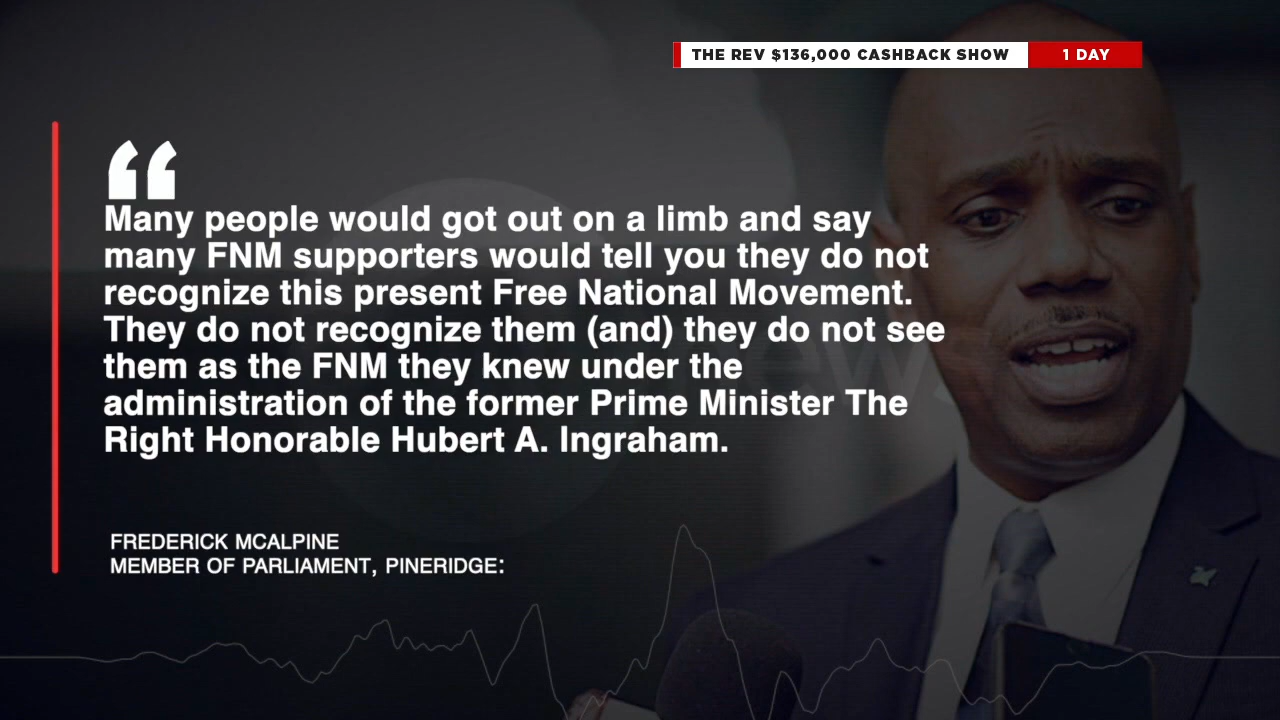 THE REV $136,000 CASHBACK SHOW 1 DAY
“
Many people would got out on a limb and say
many FNM supporters would tell you they do not
recognize this present Free National Movement.
They do not recognize them (and) they do not see
them as the FNM they knew under the
administration of the former Prime Minister The
Right Honorable Hubert A. Ingraham.
FREDERICK MCALPINE
MEMBER OF PARLIAMENT, PINERIDGE: